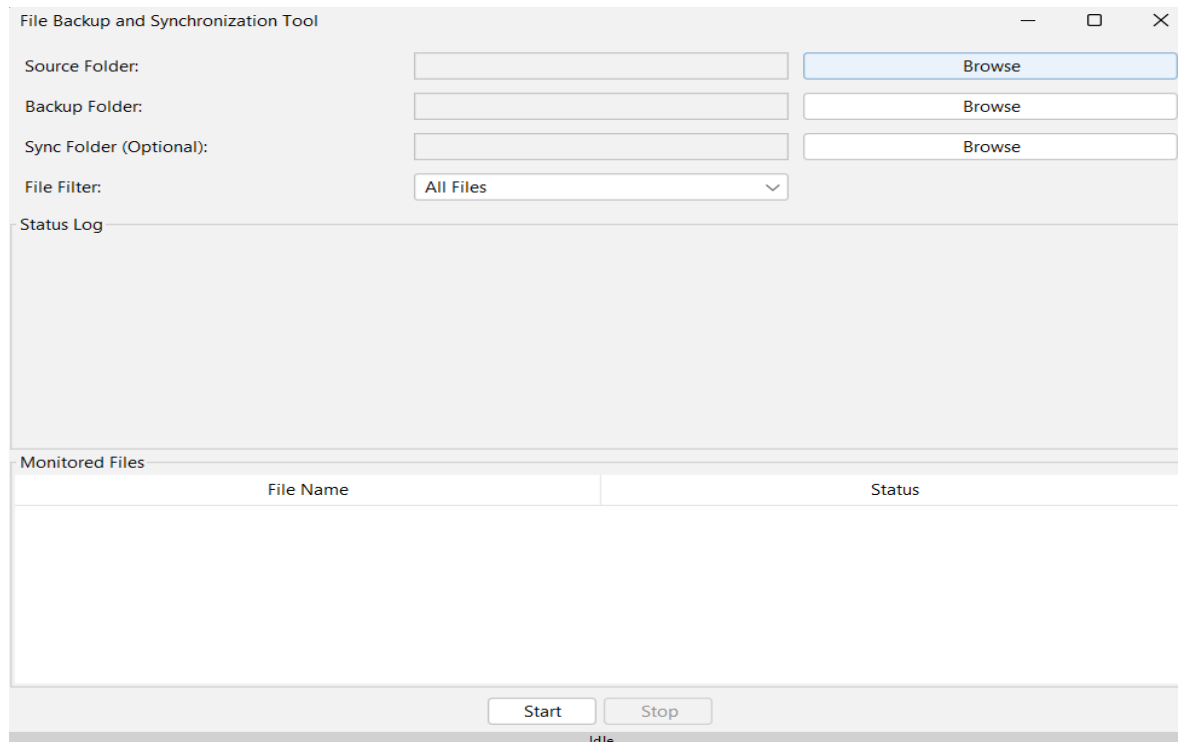 File Backup and Synchronization Tool
Source Folder: Browse
Backup Folder: Browse
Sync Folder (Optional): Browse
File Filter: All Files
Status Log
Monitored Files
File Name Status
Start Stop
Idle